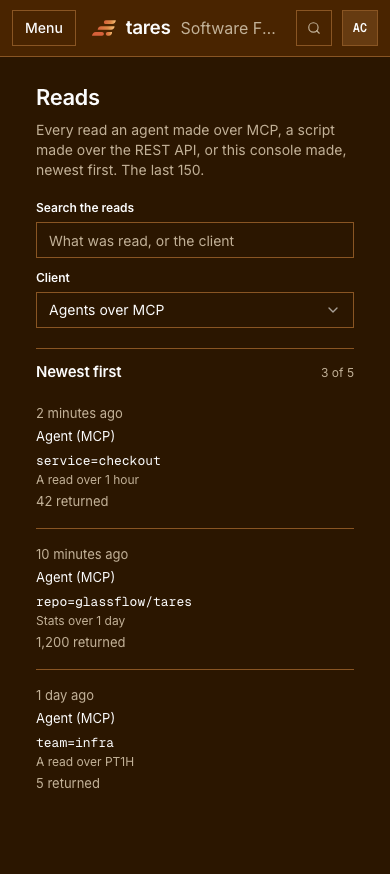 Menu
tares
Software F...
AC
Reads
Every read an agent made over MCP, a script
made over the REST API, or this console made,
newest first. The last 150.
Search the reads
What was read, or the client
Client
Agents over MCP
Newest first
3 of 5
2 minutes ago
Agent (MCP)
service=checkout
A read over 1 hour
42 returned
10 minutes ago
Agent (MCP)
repo=glassflow/tares
Stats over 1 day
1,200 returned
1 day ago
Agent (MCP)
team=infra
A read over PT1H
5 returned